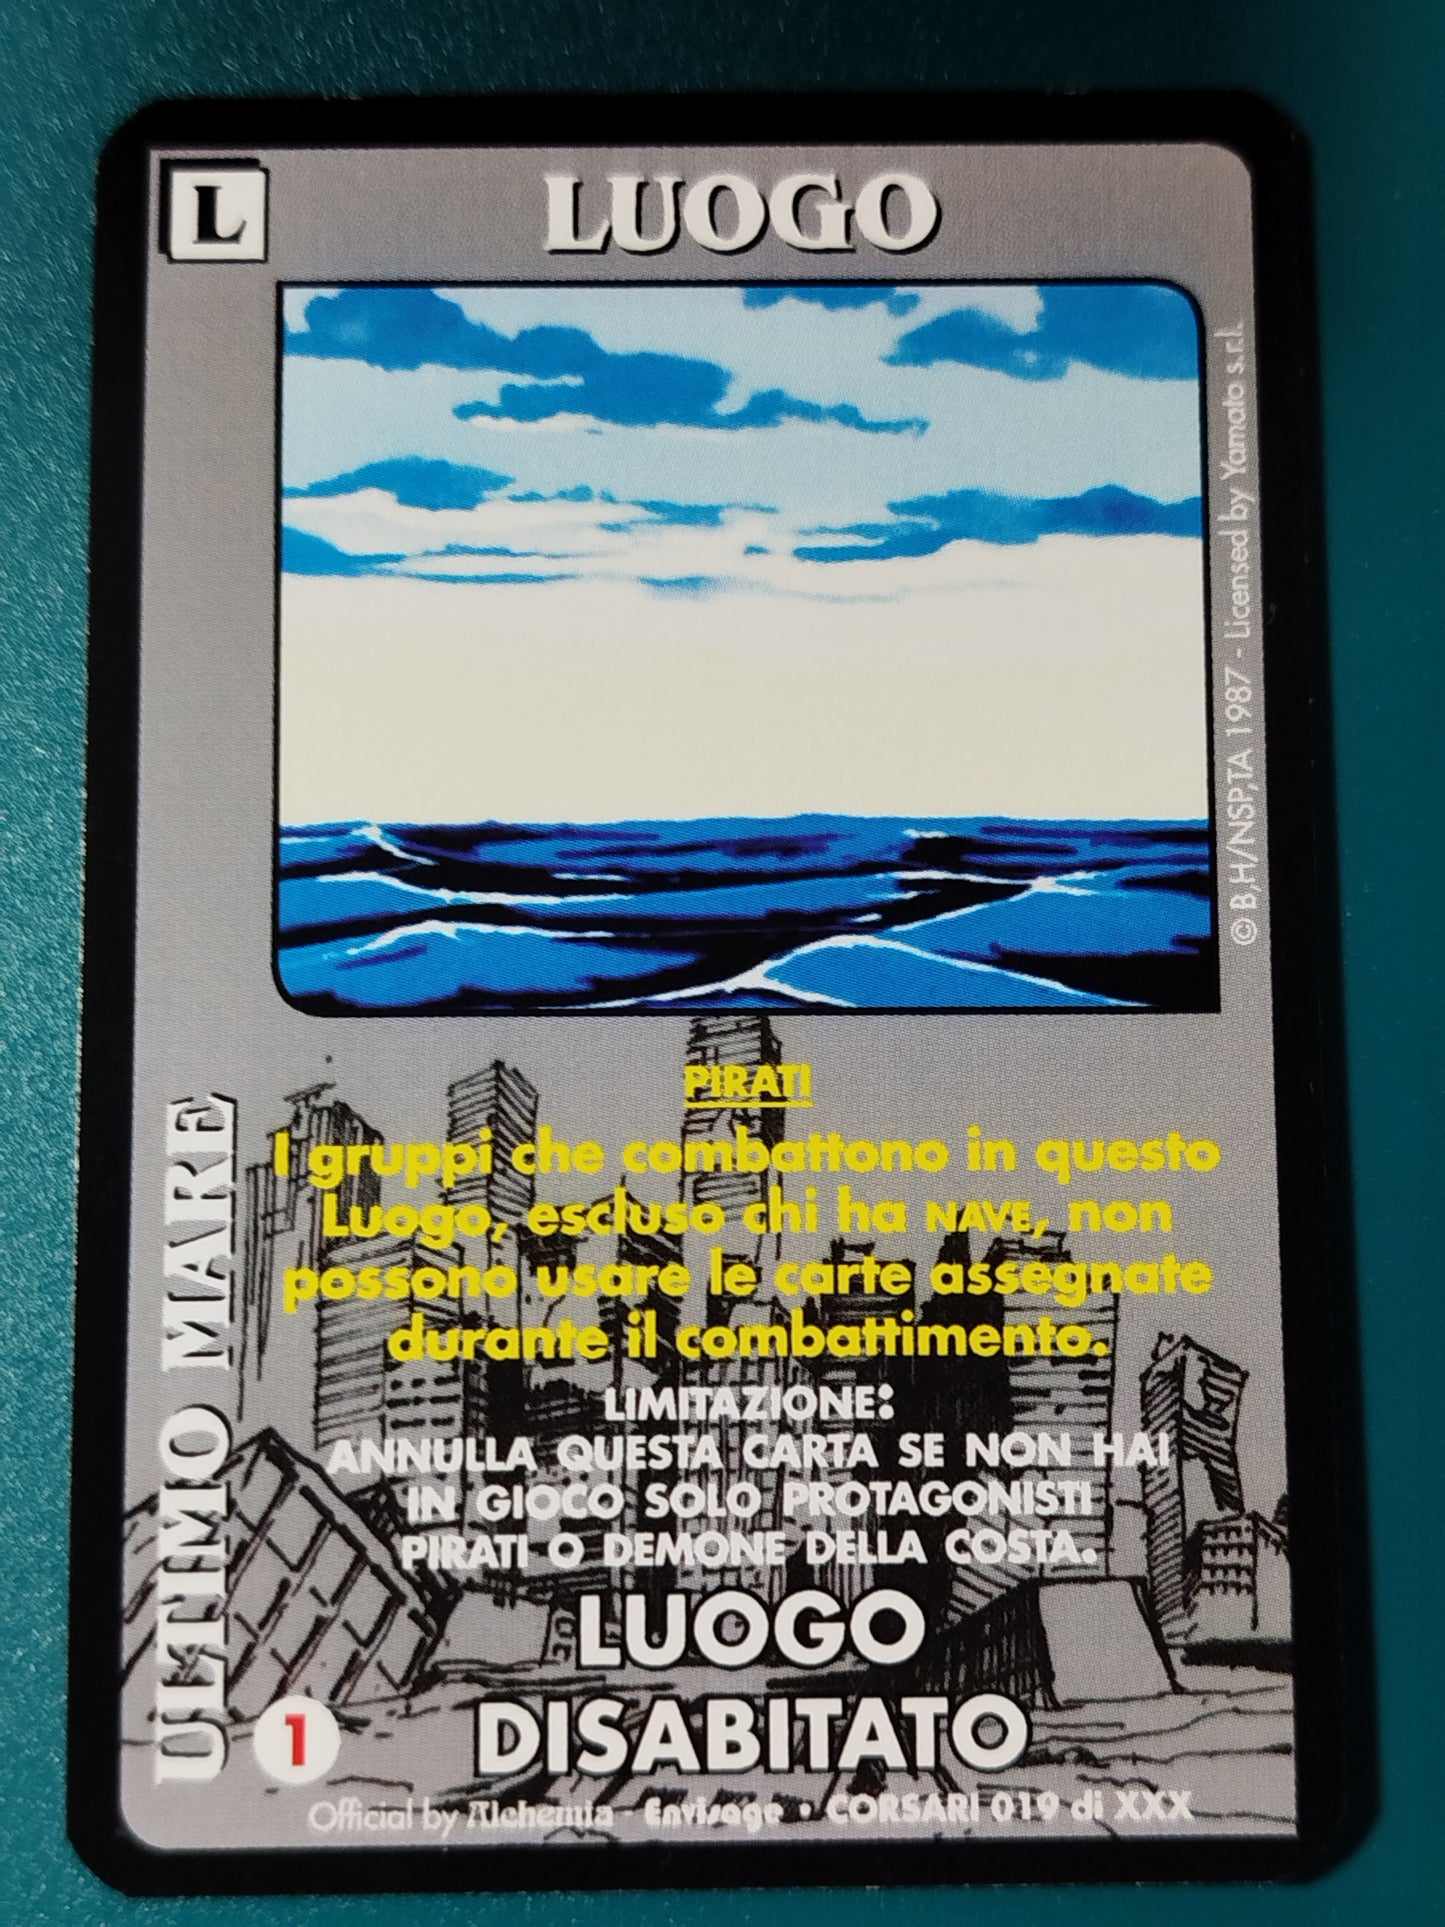 L
LUOGO
© B,H/NSP,TA 1987 - Licensed by Yamato s.r.l.
PIRATI
I gruppi che combattono in questo
Luogo, escluso chi ha NAVE, non
possono usare le carte assegnate
durante il combattimento.
LIMITAZIONE:
ANNULLA QUESTA CARTA SE NON HAI
IN GIOCO SOLO PROTAGONISTI
PIRATI O DEMONE DELLA COSTA.
LUOGO
DISABITATO
ULTIMO MARE
1
Official by Alchemia - Envisage • CORSARI 019 di XXX